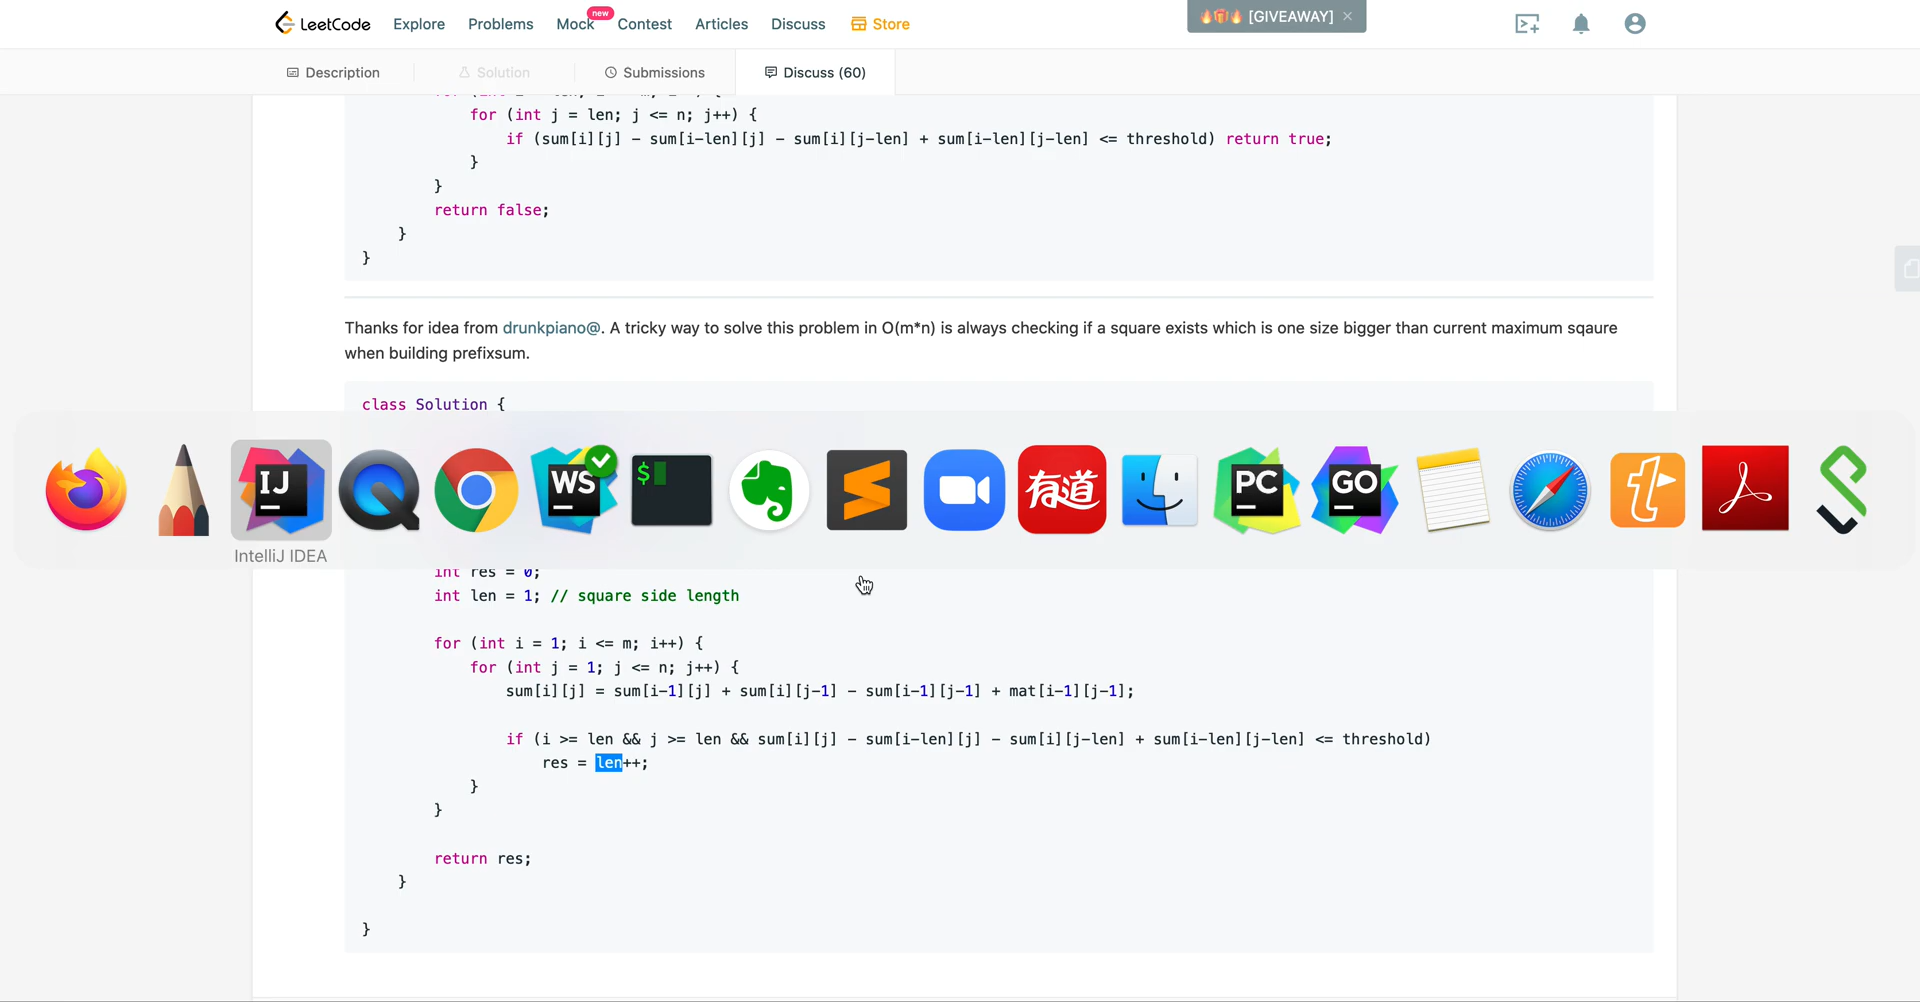 LeetCode Explore Problems Mock new Contest Articles Discuss Store [GIVEAWAY] ×
Description Solution Submissions Discuss (60)
for (int j = len; j <= n; j++) {
if (sum[i][j] - sum[i-len][j] - sum[i][j-len] + sum[i-len][j-len] <= threshold) return true;
}
}
return false;
}
}
Thanks for idea from drunkpiano@. A tricky way to solve this problem in O(m*n) is always checking if a square exists which is one size bigger than current maximum sqaure
when building prefixsum.
class Solution {
IJ WS $ 有道 PC GO
IntelliJ IDEA
int res = 0;
int len = 1; // square side length
for (int i = 1; i <= m; i++) {
for (int j = 1; j <= n; j++) {
sum[i][j] = sum[i-1][j] + sum[i][j-1] - sum[i-1][j-1] + mat[i-1][j-1];
if (i >= len && j >= len && sum[i][j] - sum[i-len][j] - sum[i][j-len] + sum[i-len][j-len] <= threshold)
res = len++;
}
}
return res;
}
}